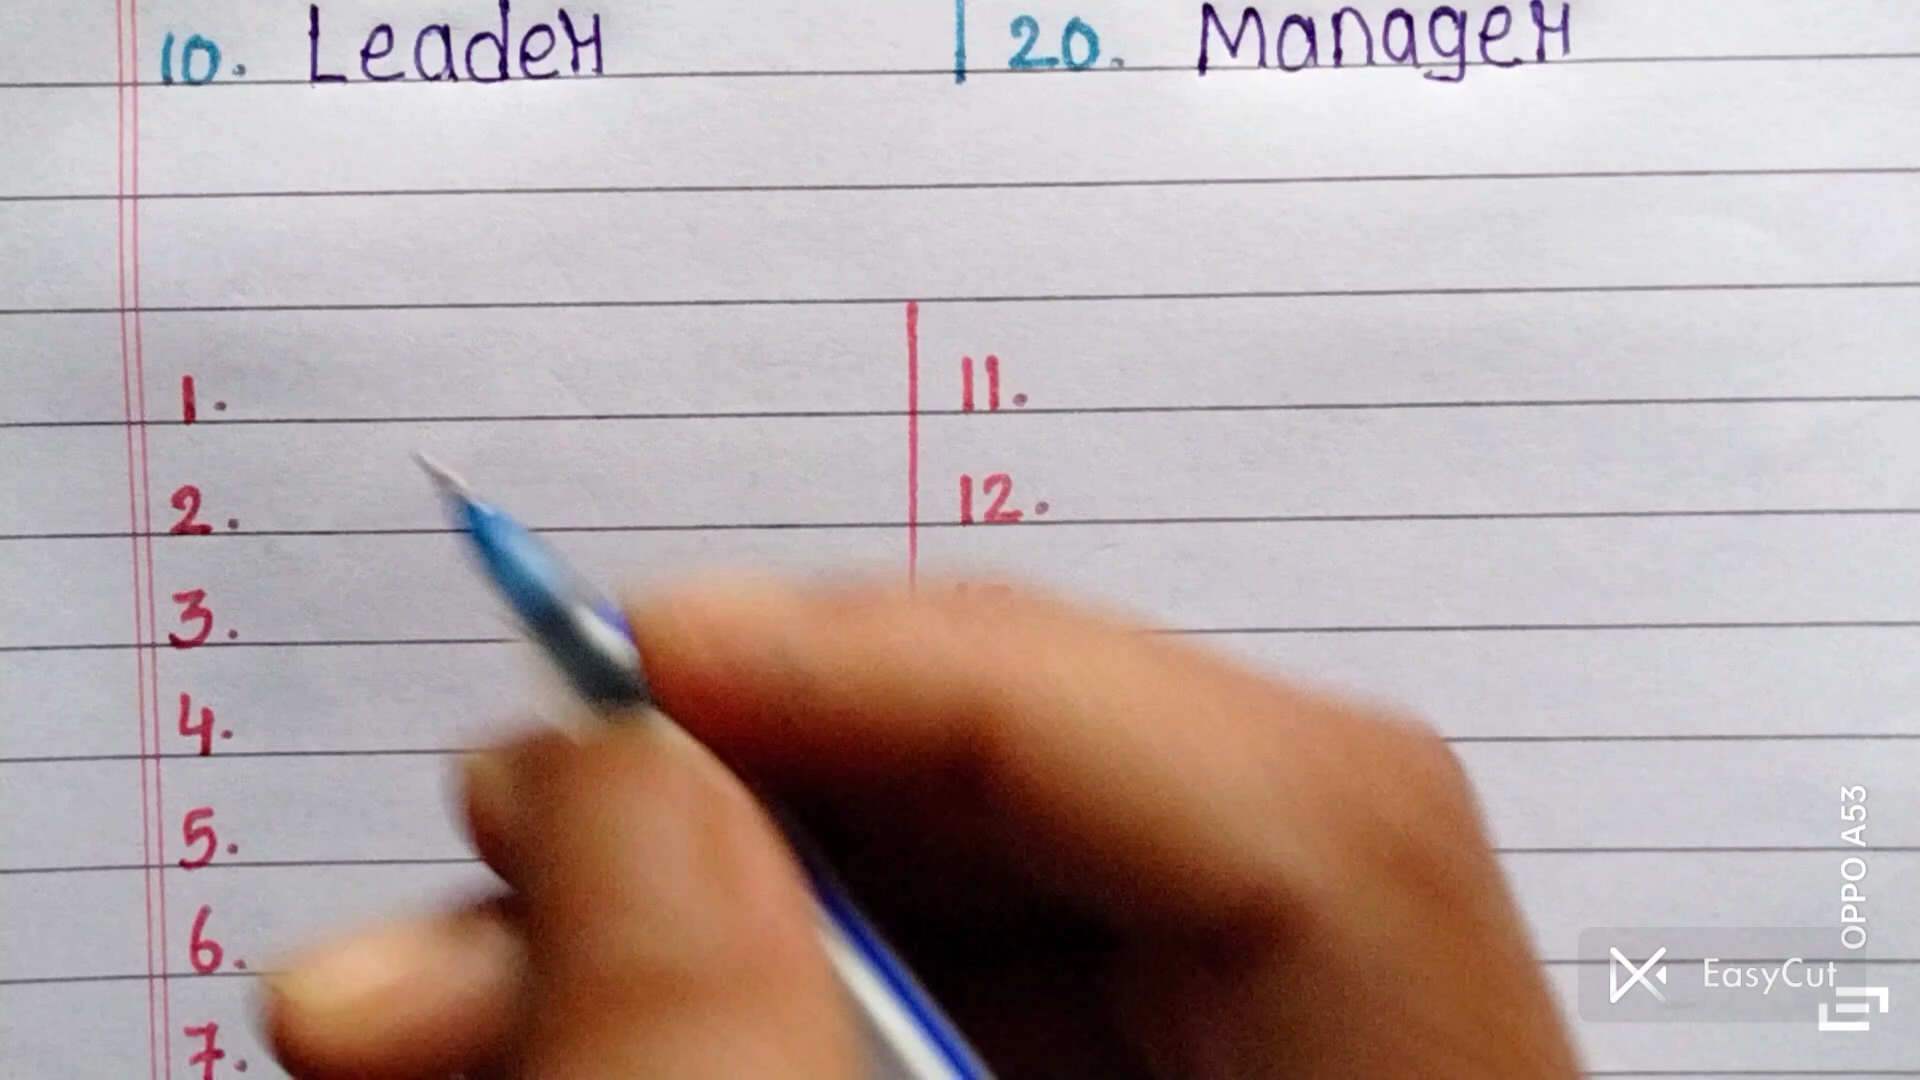 10. Leader
20. Manager
1.
11.
2.
12.
3.
4.
5.
6.
7.
OPPO A53
EasyCut